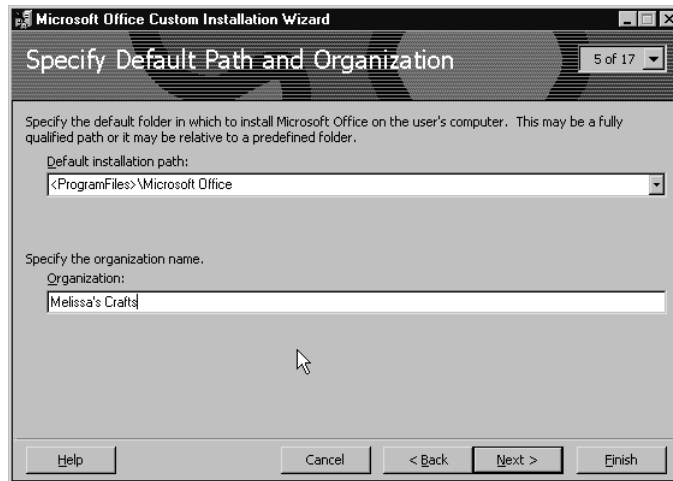 Microsoft Office Custom Installation Wizard
Specify Default Path and Organization
5 of 17
Specify the default folder in which to install Microsoft Office on the user's computer. This may be a fully
qualified path or it may be relative to a predefined folder.
Default installation path:
<ProgramFiles>\Microsoft Office
Specify the organization name.
Organization:
Melissa's Crafts
Help Cancel < Back Next > Finish